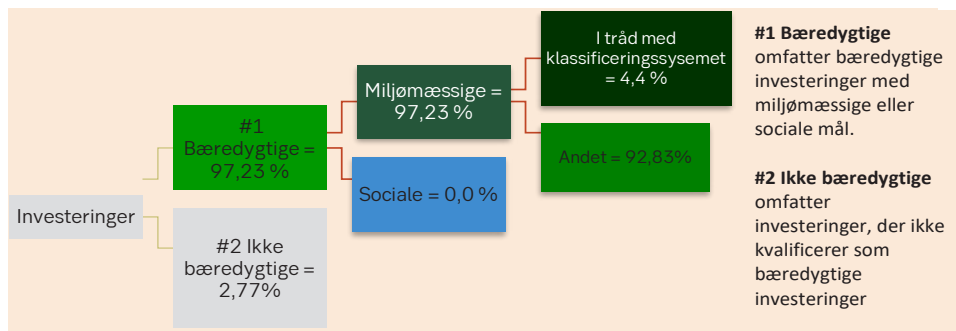 Investeringer
#1
Bæredygtige =
97,23 %
#2 Ikke
bæredygtige =
2,77%
Miljømæssige =
97,23 %
Sociale = 0,0 %
I tråd med
klassificeringssysemet
= 4,4 %
Andet = 92,83%
#1 Bæredygtige
omfatter bæredygtige
investeringer med
miljømæssige eller
sociale mål.
#2 Ikke bæredygtige
omfatter
investeringer, der ikke
kvalificerer som
bæredygtige
investeringer